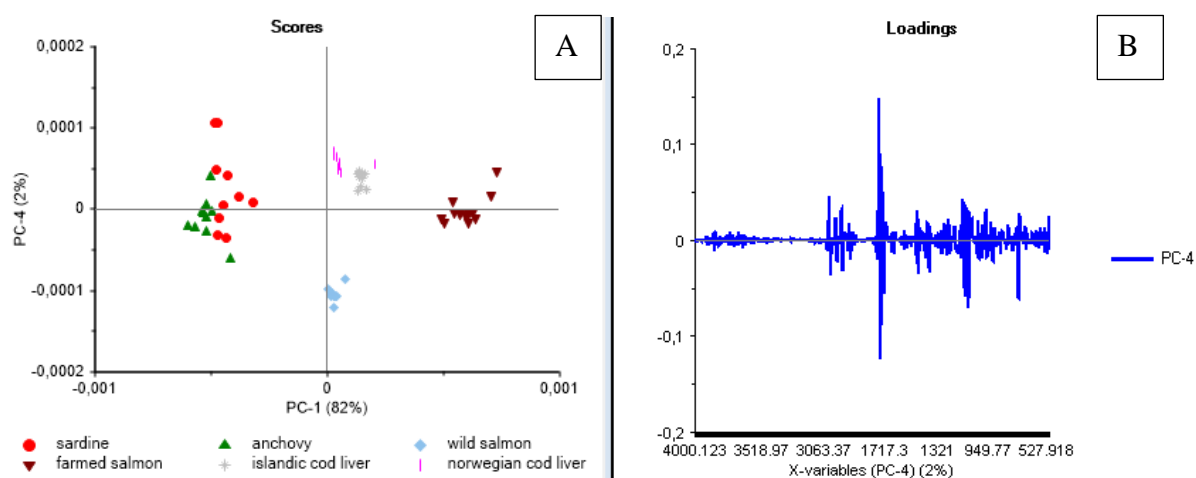 Scores
A
0,0002
0,0001
0
-0,0001
-0,0002
PC-4 (2%)
-0,001
0
0,001
PC-1 (82%)
sardine
anchovy
wild salmon
farmed salmon
islandic cod liver
norwegian cod liver
Loadings
B
0,2
0,1
0
-0,1
-0,2
PC-4
4000.123 3518.97 3063.37 1717.3 1321 949.77 527.918
X-variables (PC-4) (2%)